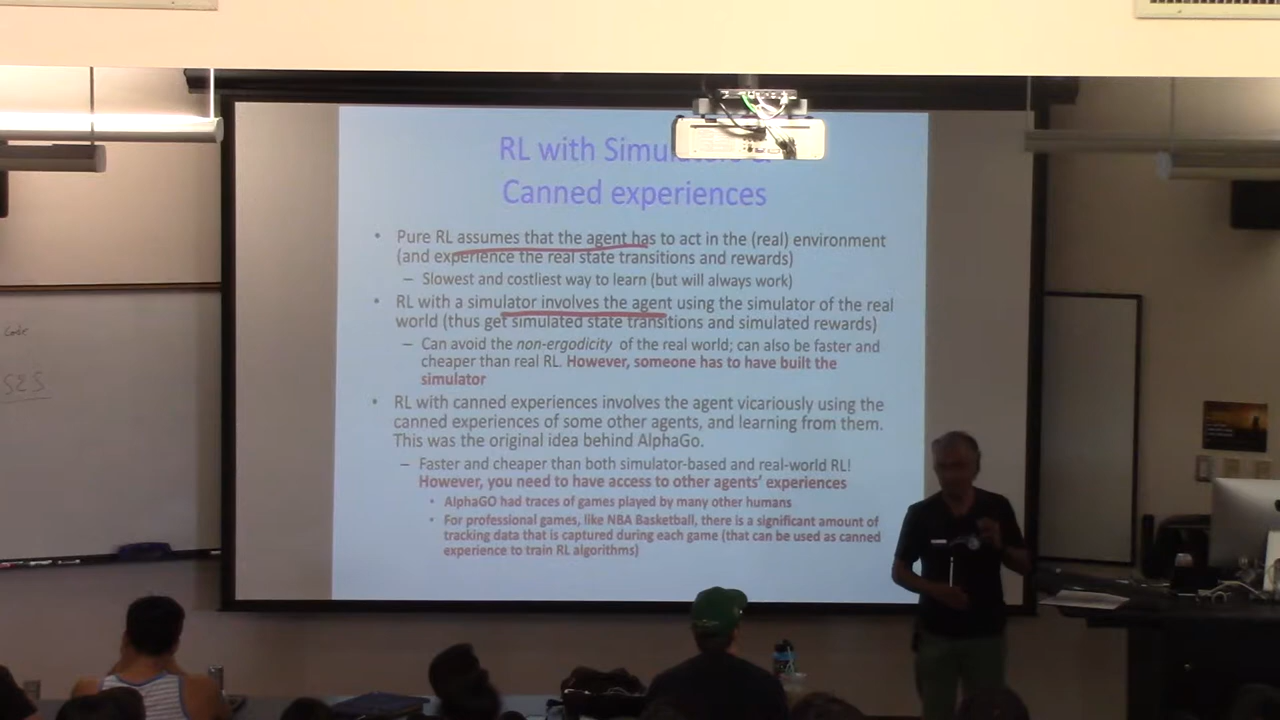 RL with Simulators &
Canned experiences
• Pure RL assumes that the agent has to act in the (real) environment
(and experience the real state transitions and rewards)
– Slowest and costliest way to learn (but will always work)
• RL with a simulator involves the agent using the simulator of the real
world (thus get simulated state transitions and simulated rewards)
– Can avoid the non-ergodicity of the real world; can also be faster and
cheaper than real RL. However, someone has to have built the
simulator
• RL with canned experiences involves the agent vicariously using the
canned experiences of some other agents, and learning from them.
This was the original idea behind AlphaGo.
– Faster and cheaper than both simulator-based and real-world RL!
However, you need to have access to other agents' experiences
• AlphaGO had traces of games played by many other humans
• For professional games, like NBA Basketball, there is a significant amount of
tracking data that is captured during each game (that can be used as canned
experience to train RL algorithms)